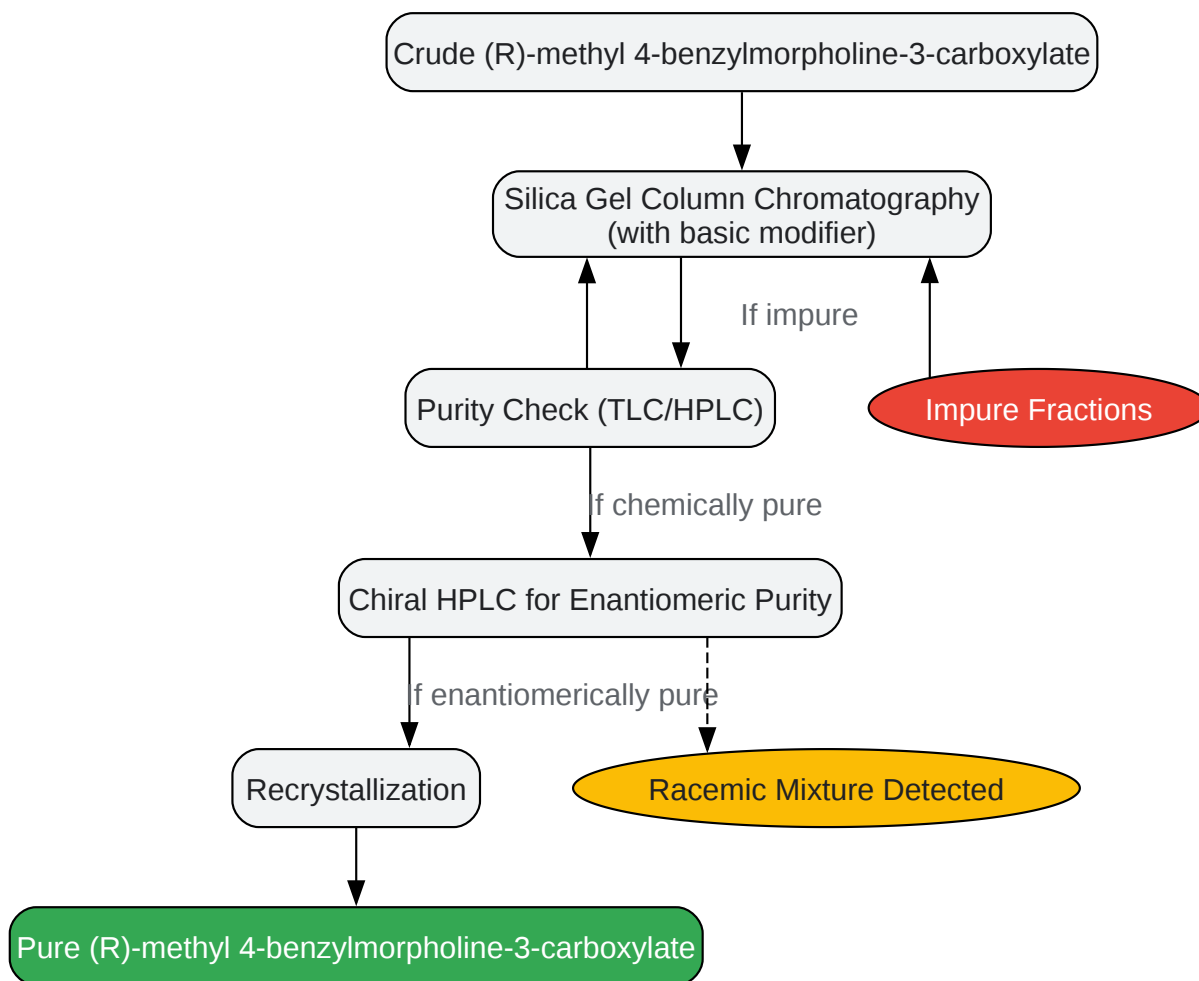 Crude (R)-methyl 4-benzylmorpholine-3-carboxylate
Silica Gel Column Chromatography
(with basic modifier)
If impure
Purity Check (TLC/HPLC)
Impure Fractions
If chemically pure
Chiral HPLC for Enantiomeric Purity
If enantiomerically pure
Recrystallization
Racemic Mixture Detected
Pure (R)-methyl 4-benzylmorpholine-3-carboxylate